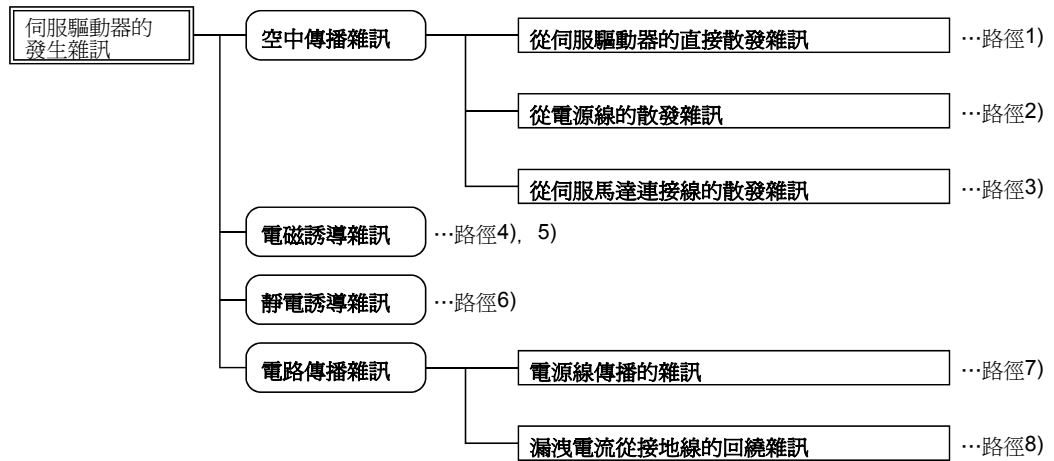 伺服驅動器的
發生雜訊
空中傳播雜訊
從伺服驅動器的直接散發雜訊 …路徑1)
從電源線的散發雜訊 …路徑2)
從伺服馬達連接線的散發雜訊 …路徑3)
電磁誘導雜訊 …路徑4), 5)
靜電誘導雜訊 …路徑6)
電路傳播雜訊
電源線傳播的雜訊 …路徑7)
漏洩電流從接地線的回繞雜訊 …路徑8)